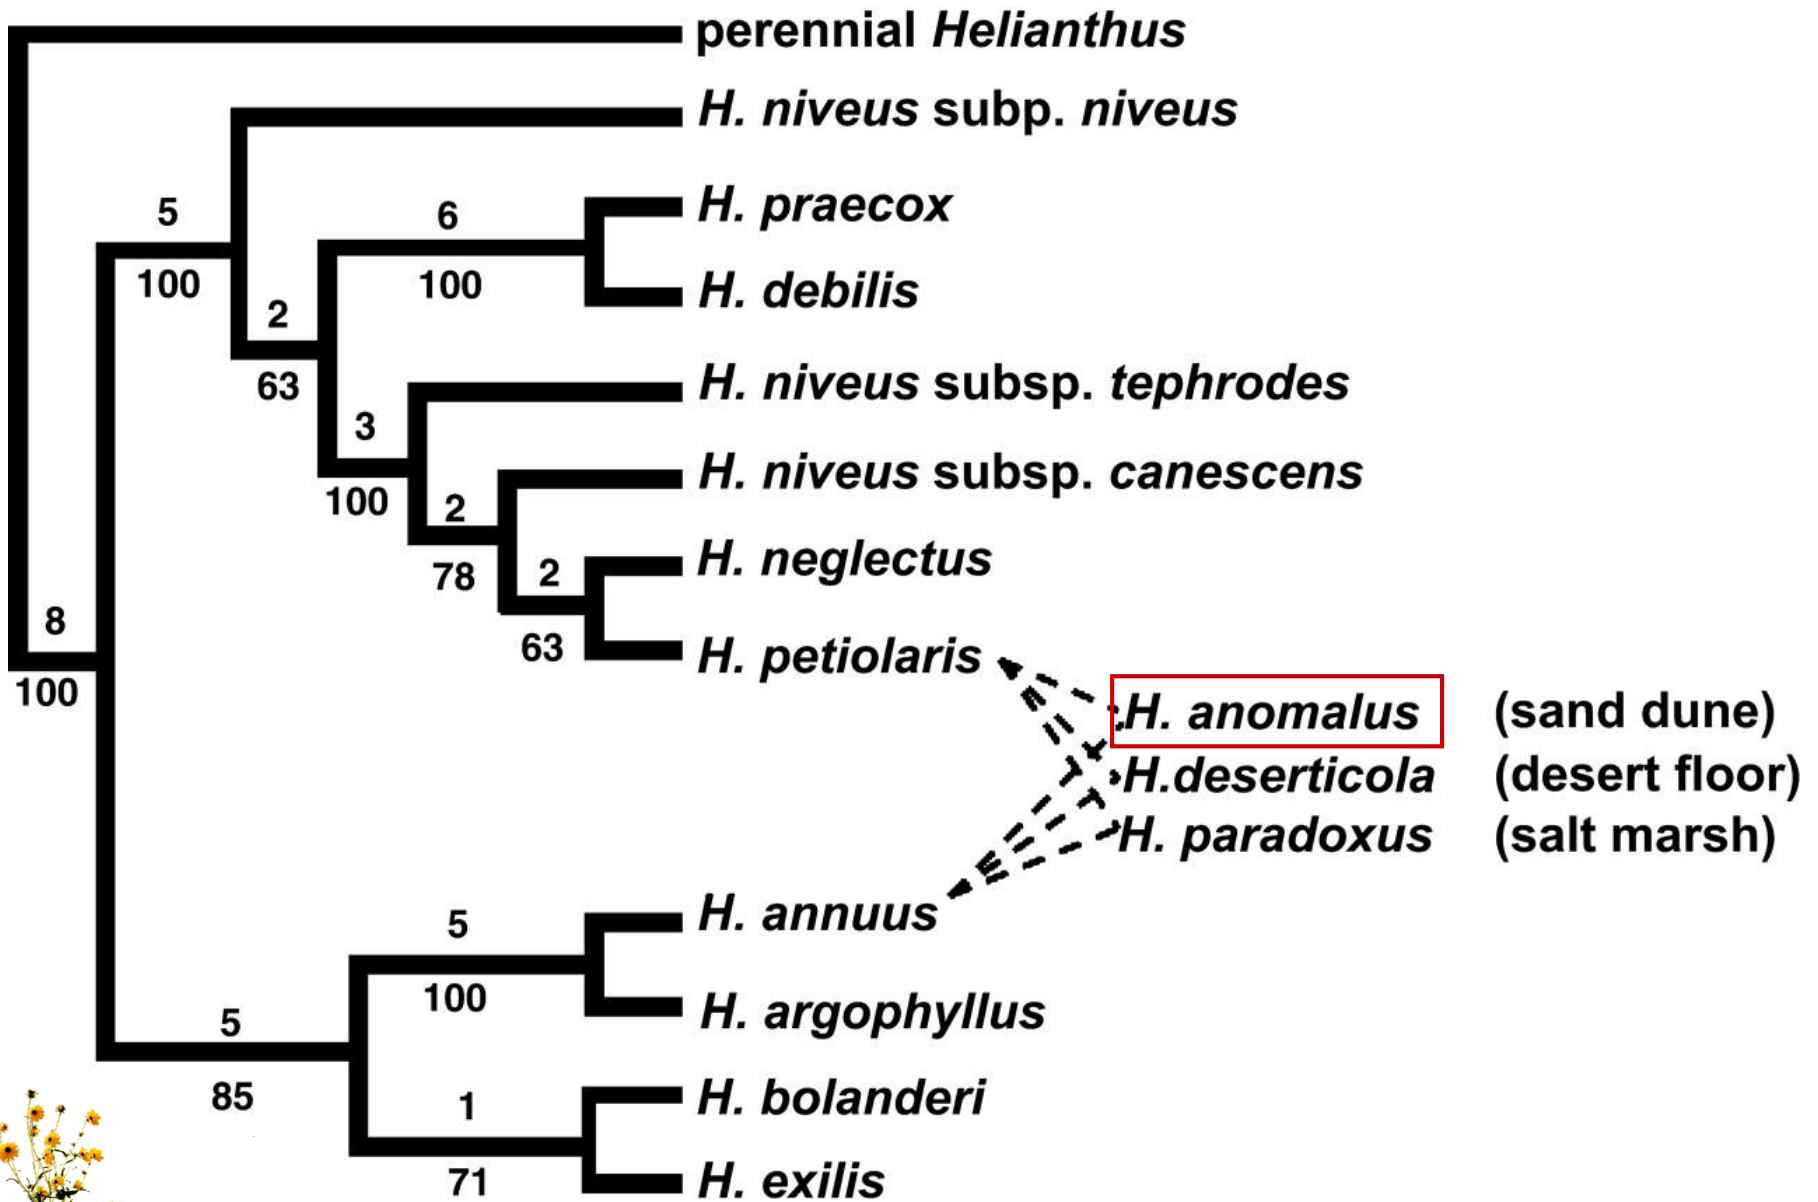 perennial Helianthus
H. niveus subp. niveus
5
6
H. praecox
100
100
H. debilis
2
63
H. niveus subsp. tephrodes
3
100
H. niveus subsp. canescens
2
78
H. neglectus
2
63
8
100
H. petiolaris
H. anomalus (sand dune)
H.deserticola (desert floor)
H. paradoxus (salt marsh)
H. annuus
5
100
H. argophyllus
5
85
H. bolanderi
1
71
H. exilis